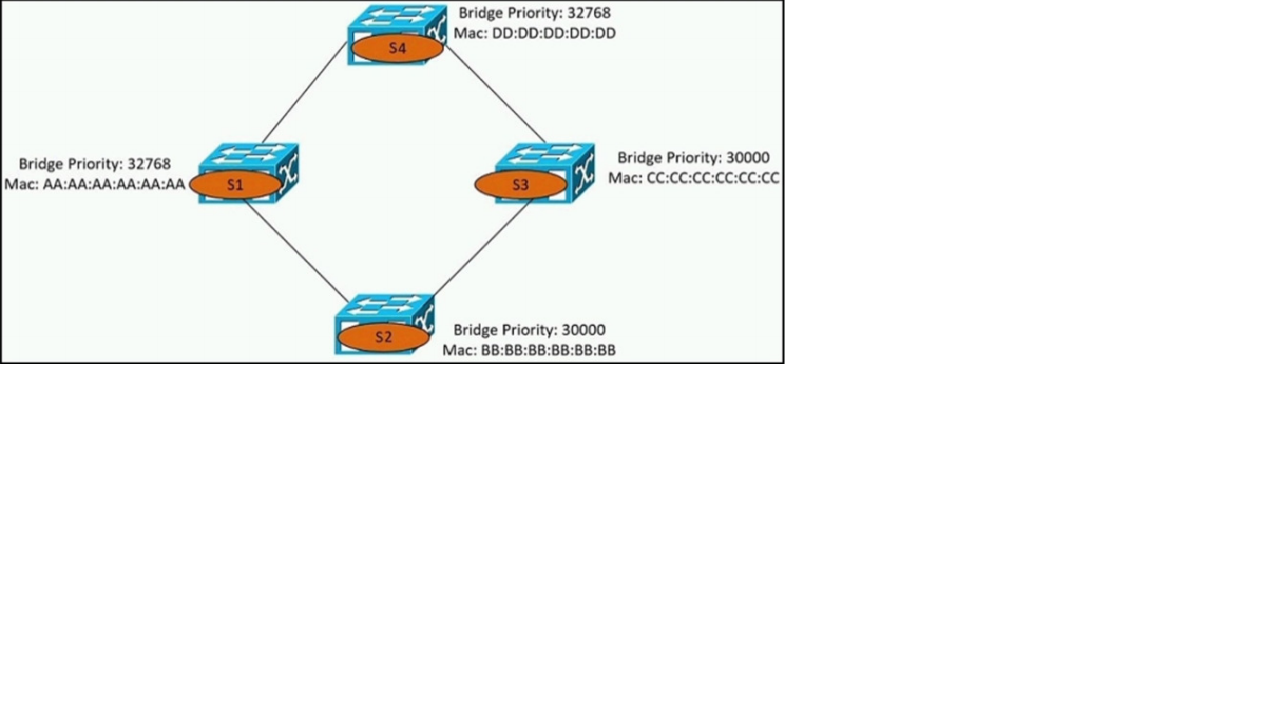 Bridge Priority: 32768
Mac: DD:DD:DD:DD:DD
S4
Bridge Priority: 32768
Mac: AA:AA:AA:AA:AA:AA
S1
S3
Bridge Priority: 30000
Mac: CC:CC:CC:CC:CC:CC
S2
Bridge Priority: 30000
Mac: BB:BB:BB:BB:BB:BB